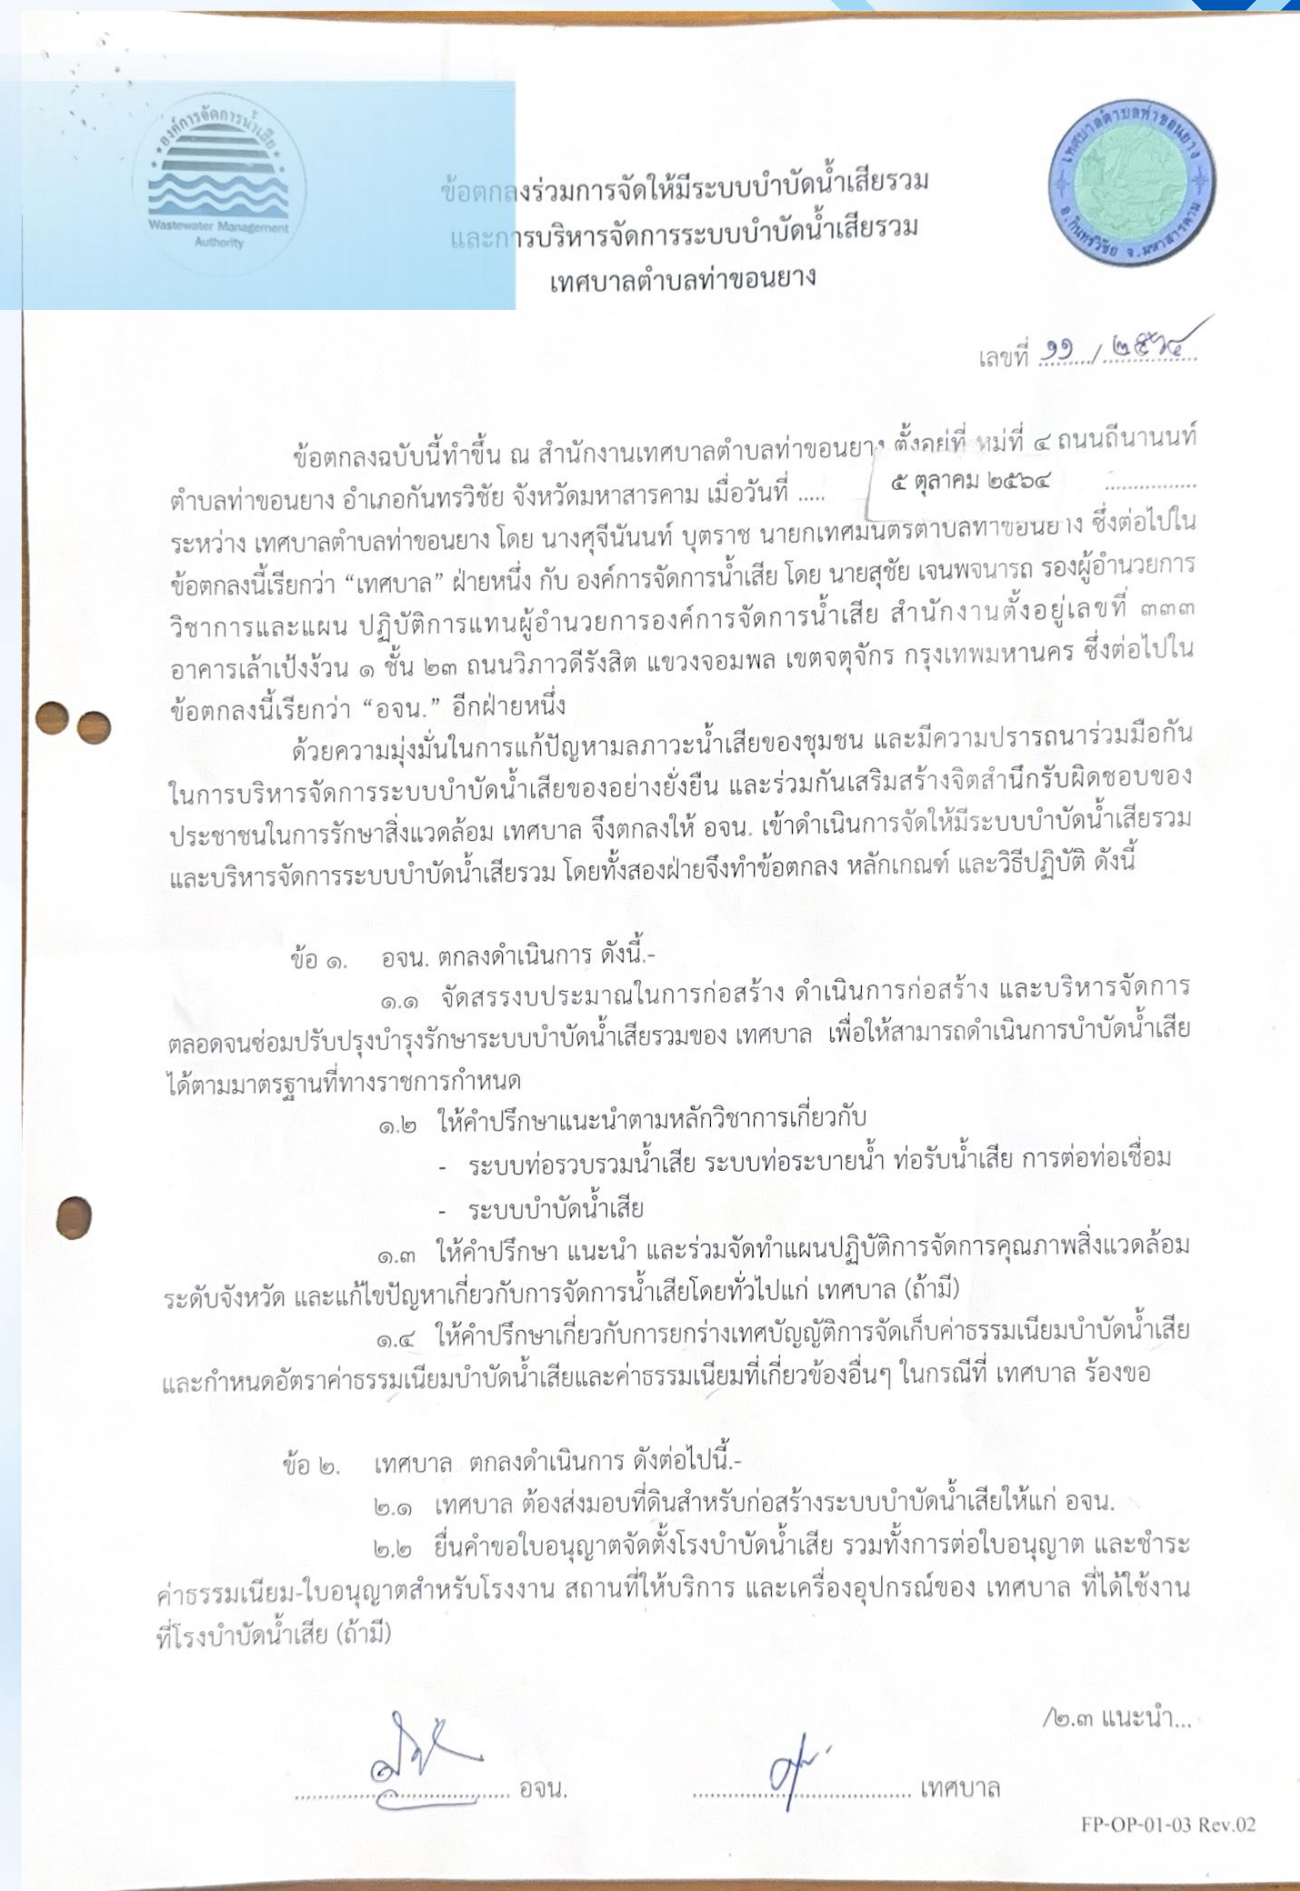 องค์การจัดการน้ำเสีย
Wastewater Management
Authority
เทศบาลตำบลท่าขอนยาง
อ.กันทรวิชัย จ.มหาสารคาม
ข้อตกลงร่วมการจัดให้มีระบบบำบัดน้ำเสียรวม
และการบริหารจัดการระบบบำบัดน้ำเสียรวม
เทศบาลตำบลท่าขอนยาง
เลขที่ ๑๑ / ๒๕๖๔
ข้อตกลงฉบับนี้ทำขึ้น ณ สำนักงานเทศบาลตำบลท่าขอนยาง ตั้งอยู่ที่ หมู่ที่ ๔ ถนนถีนานนท์
ตำบลท่าขอนยาง อำเภอกันทรวิชัย จังหวัดมหาสารคาม เมื่อวันที่ ..... ๕ ตุลาคม ๒๕๖๔ ................
ระหว่าง เทศบาลตำบลท่าขอนยาง โดย นางศุจีนันนท์ บุตราช นายกเทศมนตรีตำบลท่าขอนยาง ซึ่งต่อไปใน
ข้อตกลงนี้เรียกว่า “เทศบาล” ฝ่ายหนึ่ง กับ องค์การจัดการน้ำเสีย โดย นายสุชัย เจนพจนารถ รองผู้อำนวยการ
วิชาการและแผน ปฏิบัติการแทนผู้อำนวยการองค์การจัดการน้ำเสีย สำนักงานตั้งอยู่เลขที่ ๓๓๓
อาคารเล้าเป้งง้วน ๑ ชั้น ๒๓ ถนนวิภาวดีรังสิต แขวงจอมพล เขตจตุจักร กรุงเทพมหานคร ซึ่งต่อไปใน
ข้อตกลงนี้เรียกว่า “อจน.” อีกฝ่ายหนึ่ง
ด้วยความมุ่งมั่นในการแก้ปัญหามลภาวะน้ำเสียของชุมชน และมีความปรารถนาร่วมมือกัน
ในการบริหารจัดการระบบบำบัดน้ำเสียของอย่างยั่งยืน และร่วมกันเสริมสร้างจิตสำนึกรับผิดชอบของ
ประชาชนในการรักษาสิ่งแวดล้อม เทศบาล จึงตกลงให้ อจน. เข้าดำเนินการจัดให้มีระบบบำบัดน้ำเสียรวม
และบริหารจัดการระบบบำบัดน้ำเสียรวม โดยทั้งสองฝ่ายจึงทำข้อตกลง หลักเกณฑ์ และวิธีปฏิบัติ ดังนี้
ข้อ ๑. อจน. ตกลงดำเนินการ ดังนี้.-
๑.๑ จัดสรรงบประมาณในการก่อสร้าง ดำเนินการก่อสร้าง และบริหารจัดการ
ตลอดจนซ่อมปรับปรุงบำรุงรักษาระบบบำบัดน้ำเสียรวมของ เทศบาล เพื่อให้สามารถดำเนินการบำบัดน้ำเสีย
ได้ตามมาตรฐานที่ทางราชการกำหนด
๑.๒ ให้คำปรึกษาแนะนำตามหลักวิชาการเกี่ยวกับ
- ระบบท่อรวบรวมน้ำเสีย ระบบท่อระบายน้ำ ท่อรับน้ำเสีย การต่อท่อเชื่อม
- ระบบบำบัดน้ำเสีย
๑.๓ ให้คำปรึกษา แนะนำ และร่วมจัดทำแผนปฏิบัติการจัดการคุณภาพสิ่งแวดล้อม
ระดับจังหวัด และแก้ไขปัญหาเกี่ยวกับการจัดการน้ำเสียโดยทั่วไปแก่ เทศบาล (ถ้ามี)
๑.๔ ให้คำปรึกษาเกี่ยวกับการยกร่างเทศบัญญัติการจัดเก็บค่าธรรมเนียมบำบัดน้ำเสีย
และกำหนดอัตราค่าธรรมเนียมบำบัดน้ำเสียและค่าธรรมเนียมที่เกี่ยวข้องอื่นๆ ในกรณีที่ เทศบาล ร้องขอ
ข้อ ๒. เทศบาล ตกลงดำเนินการ ดังต่อไปนี้.-
๒.๑ เทศบาล ต้องส่งมอบที่ดินสำหรับก่อสร้างระบบบำบัดน้ำเสียให้แก่ อจน.
๒.๒ ยื่นคำขอใบอนุญาตจัดตั้งโรงบำบัดน้ำเสีย รวมทั้งการต่อใบอนุญาต และชำระ
ค่าธรรมเนียม-ใบอนุญาตสำหรับโรงงาน สถานที่ให้บริการ และเครื่องอุปกรณ์ของ เทศบาล ที่ได้ใช้งาน
ที่โรงบำบัดน้ำเสีย (ถ้ามี)
/๒.๓ แนะนำ...
........................................ อจน. ........................................ เทศบาล
FP-OP-01-03 Rev.02